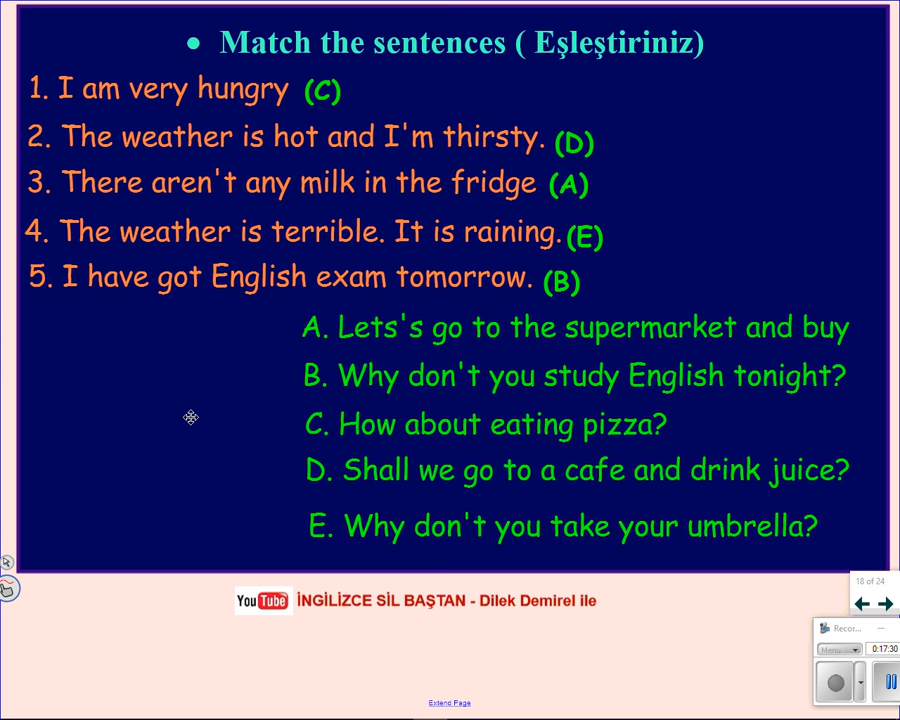 • Match the sentences ( Eşleştiriniz)
1. I am very hungry (C)
2. The weather is hot and I'm thirsty. (D)
3. There aren't any milk in the fridge (A)
4. The weather is terrible. It is raining. (E)
5. I have got English exam tomorrow. (B)
A. Lets's go to the supermarket and buy
B. Why don't you study English tonight?
C. How about eating pizza?
D. Shall we go to a cafe and drink juice?
E. Why don't you take your umbrella?
18 of 24
YouTube İNGİLİZCE SİL BAŞTAN - Dilek Demirel ile
Recor...
Menu 0:17:30
Extend Page